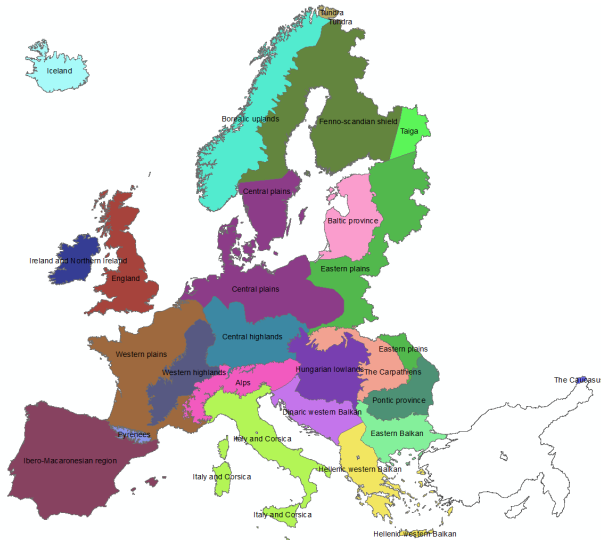 Tundra
Tundra
Iceland
Borealic uplands
Fenno-scandian shield
Taiga
Central plains
Baltic province
Ireland and Northern Ireland
England
Eastern plains
Central plains
Central highlands
Western plains
Eastern plains
Western highlands
Hungarian lowlands
The Carpathians
Alps
The Caucasus
Pontic province
Dinaric western Balkan
Pyrenees
Eastern Balkan
Italy and Corsica
Ibero-Macaronesian region
Hellenic western Balkan
Italy and Corsica
Italy and Corsica
Hellenic western Balkan